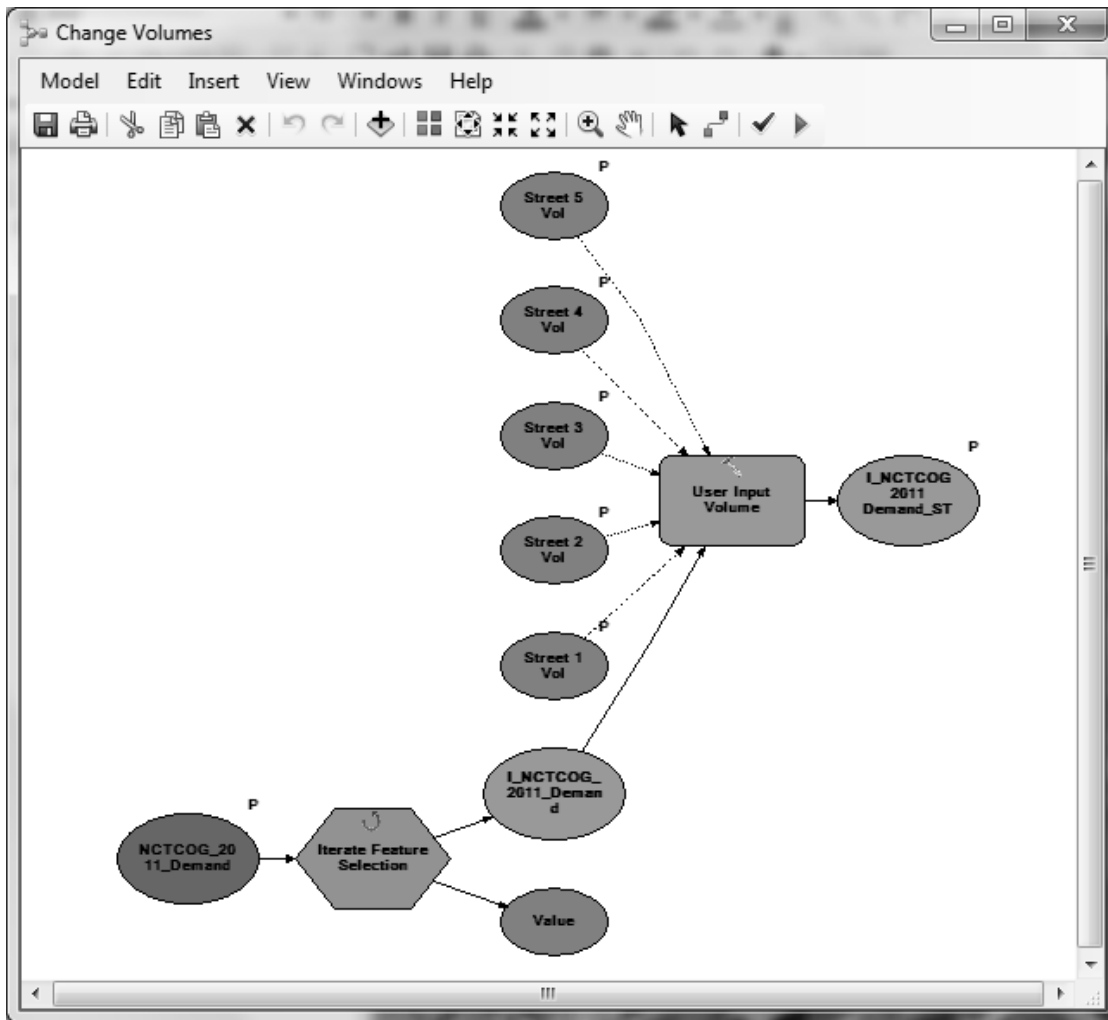 Change Volumes
Model Edit Insert View Windows Help
P
Street 5
Vol
P
Street 4
Vol
P
Street 3
Vol
P
User Input
Volume
I_NCTCOG
2011
Demand_ST
P
Street 2
Vol
P
Street 1
Vol
I_NCTCOG_
2011_Deman
d
P
NCTCOG_20
11_Demand
Iterate Feature
Selection
Value